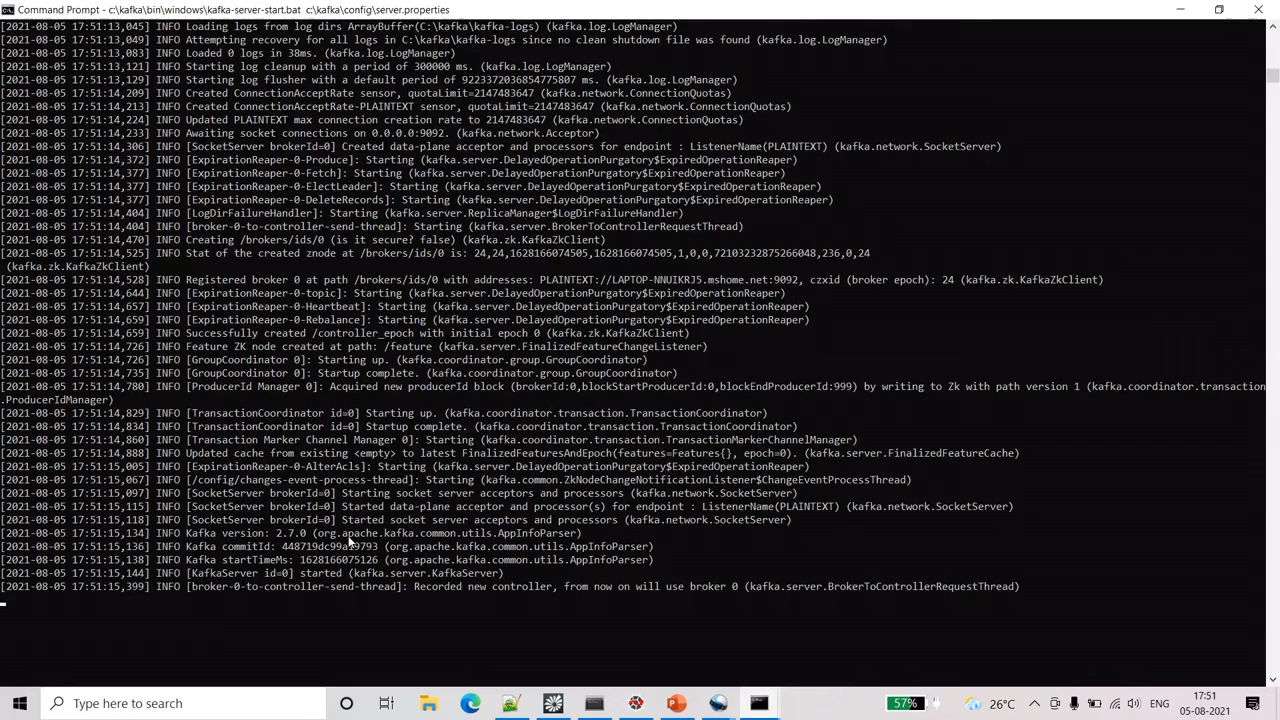 Command Prompt - c:\kafka\bin\windows\kafka-server-start.bat c:\kafka\config\server.properties
[2021-08-05 17:51:13,045] INFO Loading logs from log dirs ArrayBuffer(C:\kafka\kafka-logs) (kafka.log.LogManager)
[2021-08-05 17:51:13,049] INFO Attempting recovery for all logs in C:\kafka\kafka-logs since no clean shutdown file was found (kafka.log.LogManager)
[2021-08-05 17:51:13,083] INFO Loaded 0 logs in 38ms. (kafka.log.LogManager)
[2021-08-05 17:51:13,121] INFO Starting log cleanup with a period of 300000 ms. (kafka.log.LogManager)
[2021-08-05 17:51:13,129] INFO Starting log flusher with a default period of 9223372036854775807 ms. (kafka.log.LogManager)
[2021-08-05 17:51:14,209] INFO Created ConnectionAcceptRate sensor, quotaLimit=2147483647 (kafka.network.ConnectionQuotas)
[2021-08-05 17:51:14,213] INFO Created ConnectionAcceptRate-PLAINTEXT sensor, quotaLimit=2147483647 (kafka.network.ConnectionQuotas)
[2021-08-05 17:51:14,224] INFO Updated PLAINTEXT max connection creation rate to 2147483647 (kafka.network.ConnectionQuotas)
[2021-08-05 17:51:14,233] INFO Awaiting socket connections on 0.0.0.0:9092. (kafka.network.Acceptor)
[2021-08-05 17:51:14,306] INFO [SocketServer brokerId=0] Created data-plane acceptor and processors for endpoint : ListenerName(PLAINTEXT) (kafka.network.SocketServer)
[2021-08-05 17:51:14,372] INFO [ExpirationReaper-0-Produce]: Starting (kafka.server.DelayedOperationPurgatory$ExpiredOperationReaper)
[2021-08-05 17:51:14,377] INFO [ExpirationReaper-0-Fetch]: Starting (kafka.server.DelayedOperationPurgatory$ExpiredOperationReaper)
[2021-08-05 17:51:14,377] INFO [ExpirationReaper-0-ElectLeader]: Starting (kafka.server.DelayedOperationPurgatory$ExpiredOperationReaper)
[2021-08-05 17:51:14,377] INFO [ExpirationReaper-0-DeleteRecords]: Starting (kafka.server.DelayedOperationPurgatory$ExpiredOperationReaper)
[2021-08-05 17:51:14,404] INFO [LogDirFailureHandler]: Starting (kafka.server.ReplicaManager$LogDirFailureHandler)
[2021-08-05 17:51:14,404] INFO [broker-0-to-controller-send-thread]: Starting (kafka.server.BrokerToControllerRequestThread)
[2021-08-05 17:51:14,470] INFO Creating /brokers/ids/0 (is it secure? false) (kafka.zk.KafkaZkClient)
[2021-08-05 17:51:14,525] INFO Stat of the created znode at /brokers/ids/0 is: 24,24,1628166074505,1628166074505,1,0,0,72103232875266048,236,0,24
(kafka.zk.KafkaZkClient)
[2021-08-05 17:51:14,528] INFO Registered broker 0 at path /brokers/ids/0 with addresses: PLAINTEXT://LAPTOP-NNUIKRJ5.mshome.net:9092, czxid (broker epoch): 24 (kafka.zk.KafkaZkClient)
[2021-08-05 17:51:14,644] INFO [ExpirationReaper-0-topic]: Starting (kafka.server.DelayedOperationPurgatory$ExpiredOperationReaper)
[2021-08-05 17:51:14,657] INFO [ExpirationReaper-0-Heartbeat]: Starting (kafka.server.DelayedOperationPurgatory$ExpiredOperationReaper)
[2021-08-05 17:51:14,659] INFO [ExpirationReaper-0-Rebalance]: Starting (kafka.server.DelayedOperationPurgatory$ExpiredOperationReaper)
[2021-08-05 17:51:14,659] INFO Successfully created /controller_epoch with initial epoch 0 (kafka.zk.KafkaZkClient)
[2021-08-05 17:51:14,726] INFO Feature ZK node created at path: /feature (kafka.server.FinalizedFeatureChangeListener)
[2021-08-05 17:51:14,726] INFO [GroupCoordinator 0]: Starting up. (kafka.coordinator.group.GroupCoordinator)
[2021-08-05 17:51:14,735] INFO [GroupCoordinator 0]: Startup complete. (kafka.coordinator.group.GroupCoordinator)
[2021-08-05 17:51:14,780] INFO [ProducerId Manager 0]: Acquired new producerId block (brokerId:0,blockStartProducerId:0,blockEndProducerId:999) by writing to Zk with path version 1 (kafka.coordinator.transaction
.ProducerIdManager)
[2021-08-05 17:51:14,829] INFO [TransactionCoordinator id=0] Starting up. (kafka.coordinator.transaction.TransactionCoordinator)
[2021-08-05 17:51:14,834] INFO [TransactionCoordinator id=0] Startup complete. (kafka.coordinator.transaction.TransactionCoordinator)
[2021-08-05 17:51:14,860] INFO [Transaction Marker Channel Manager 0]: Starting (kafka.coordinator.transaction.TransactionMarkerChannelManager)
[2021-08-05 17:51:14,888] INFO Updated cache from existing <empty> to latest FinalizedFeaturesAndEpoch(features=Features{}, epoch=0). (kafka.server.FinalizedFeatureCache)
[2021-08-05 17:51:15,005] INFO [ExpirationReaper-0-AlterAcls]: Starting (kafka.server.DelayedOperationPurgatory$ExpiredOperationReaper)
[2021-08-05 17:51:15,067] INFO [/config/changes-event-process-thread]: Starting (kafka.common.ZkNodeChangeNotificationListener$ChangeEventProcessThread)
[2021-08-05 17:51:15,097] INFO [SocketServer brokerId=0] Starting socket server acceptors and processors (kafka.network.SocketServer)
[2021-08-05 17:51:15,115] INFO [SocketServer brokerId=0] Started data-plane acceptor and processor(s) for endpoint : ListenerName(PLAINTEXT) (kafka.network.SocketServer)
[2021-08-05 17:51:15,118] INFO [SocketServer brokerId=0] Started socket server acceptors and processors (kafka.network.SocketServer)
[2021-08-05 17:51:15,134] INFO Kafka version: 2.7.0 (org.apache.kafka.common.utils.AppInfoParser)
[2021-08-05 17:51:15,136] INFO Kafka commitId: 448719dc99a19793 (org.apache.kafka.common.utils.AppInfoParser)
[2021-08-05 17:51:15,138] INFO Kafka startTimeMs: 1628166075126 (org.apache.kafka.common.utils.AppInfoParser)
[2021-08-05 17:51:15,144] INFO [KafkaServer id=0] started (kafka.server.KafkaServer)
[2021-08-05 17:51:15,399] INFO [broker-0-to-controller-send-thread]: Recorded new controller, from now on will use broker 0 (kafka.server.BrokerToControllerRequestThread)
Type here to search
57%
26°C
ENG
17:51
05-08-2021